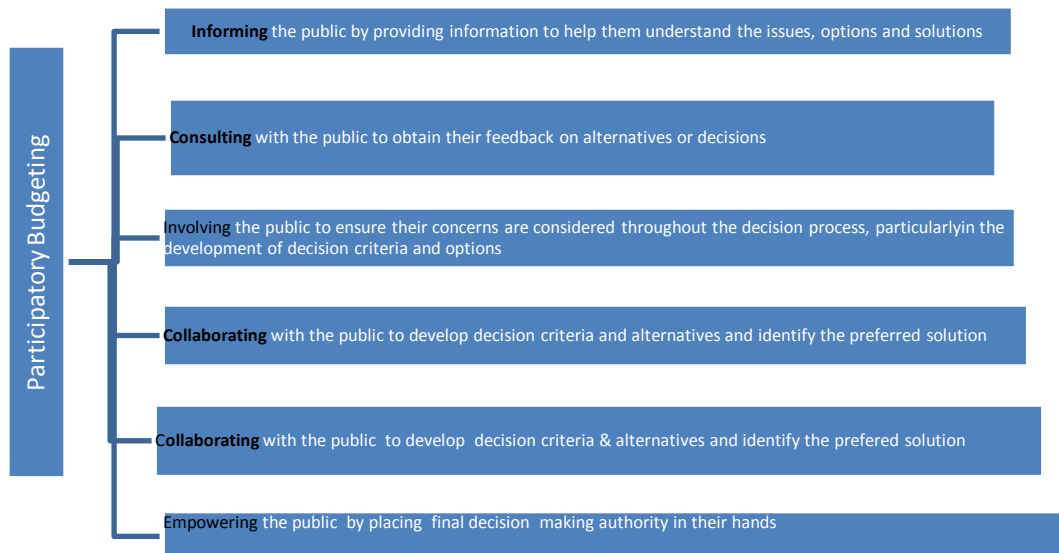 Participatory Budgeting
Informing the public by providing information to help them understand the issues, options and solutions
Consulting with the public to obtain their feedback on alternatives or decisions
Involving the public to ensure their concerns are considered throughout the decision process, particularlyin the
development of decision criteria and options
Collaborating with the public to develop decision criteria and alternatives and identify the preferred solution
Collaborating with the public to develop decision criteria & alternatives and identify the prefered solution
Empowering the public by placing final decision making authority in their hands